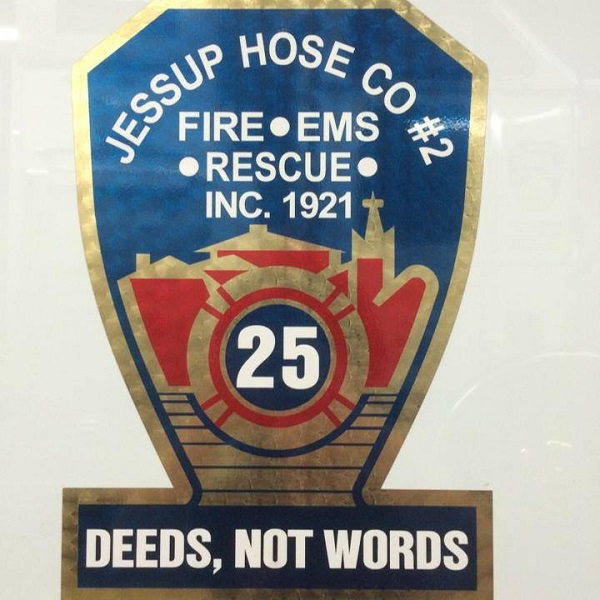 JESSUP HOSE CO #2
FIRE • EMS
• RESCUE •
INC. 1921
25
DEEDS, NOT WORDS